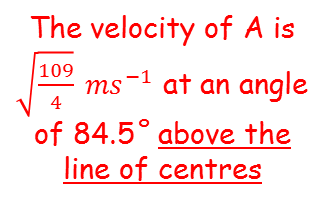 The velocity of A is
√(109/4) ms⁻¹ at an angle
of 84.5° above the
line of centres